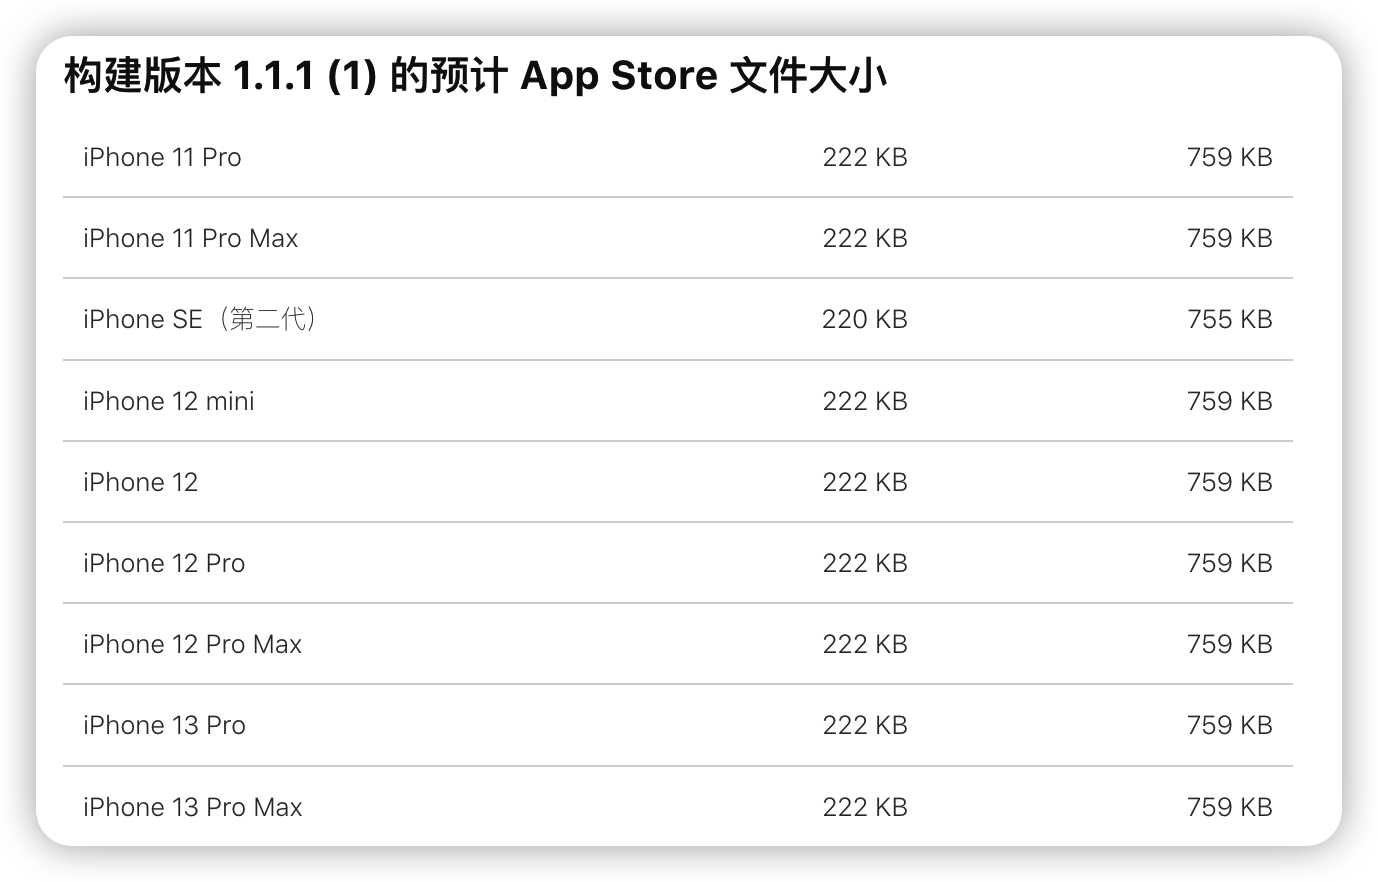 构建版本 1.1.1 (1) 的预计 App Store 文件大小
iPhone 11 Pro 222 KB 759 KB
iPhone 11 Pro Max 222 KB 759 KB
iPhone SE（第二代） 220 KB 755 KB
iPhone 12 mini 222 KB 759 KB
iPhone 12 222 KB 759 KB
iPhone 12 Pro 222 KB 759 KB
iPhone 12 Pro Max 222 KB 759 KB
iPhone 13 Pro 222 KB 759 KB
iPhone 13 Pro Max 222 KB 759 KB